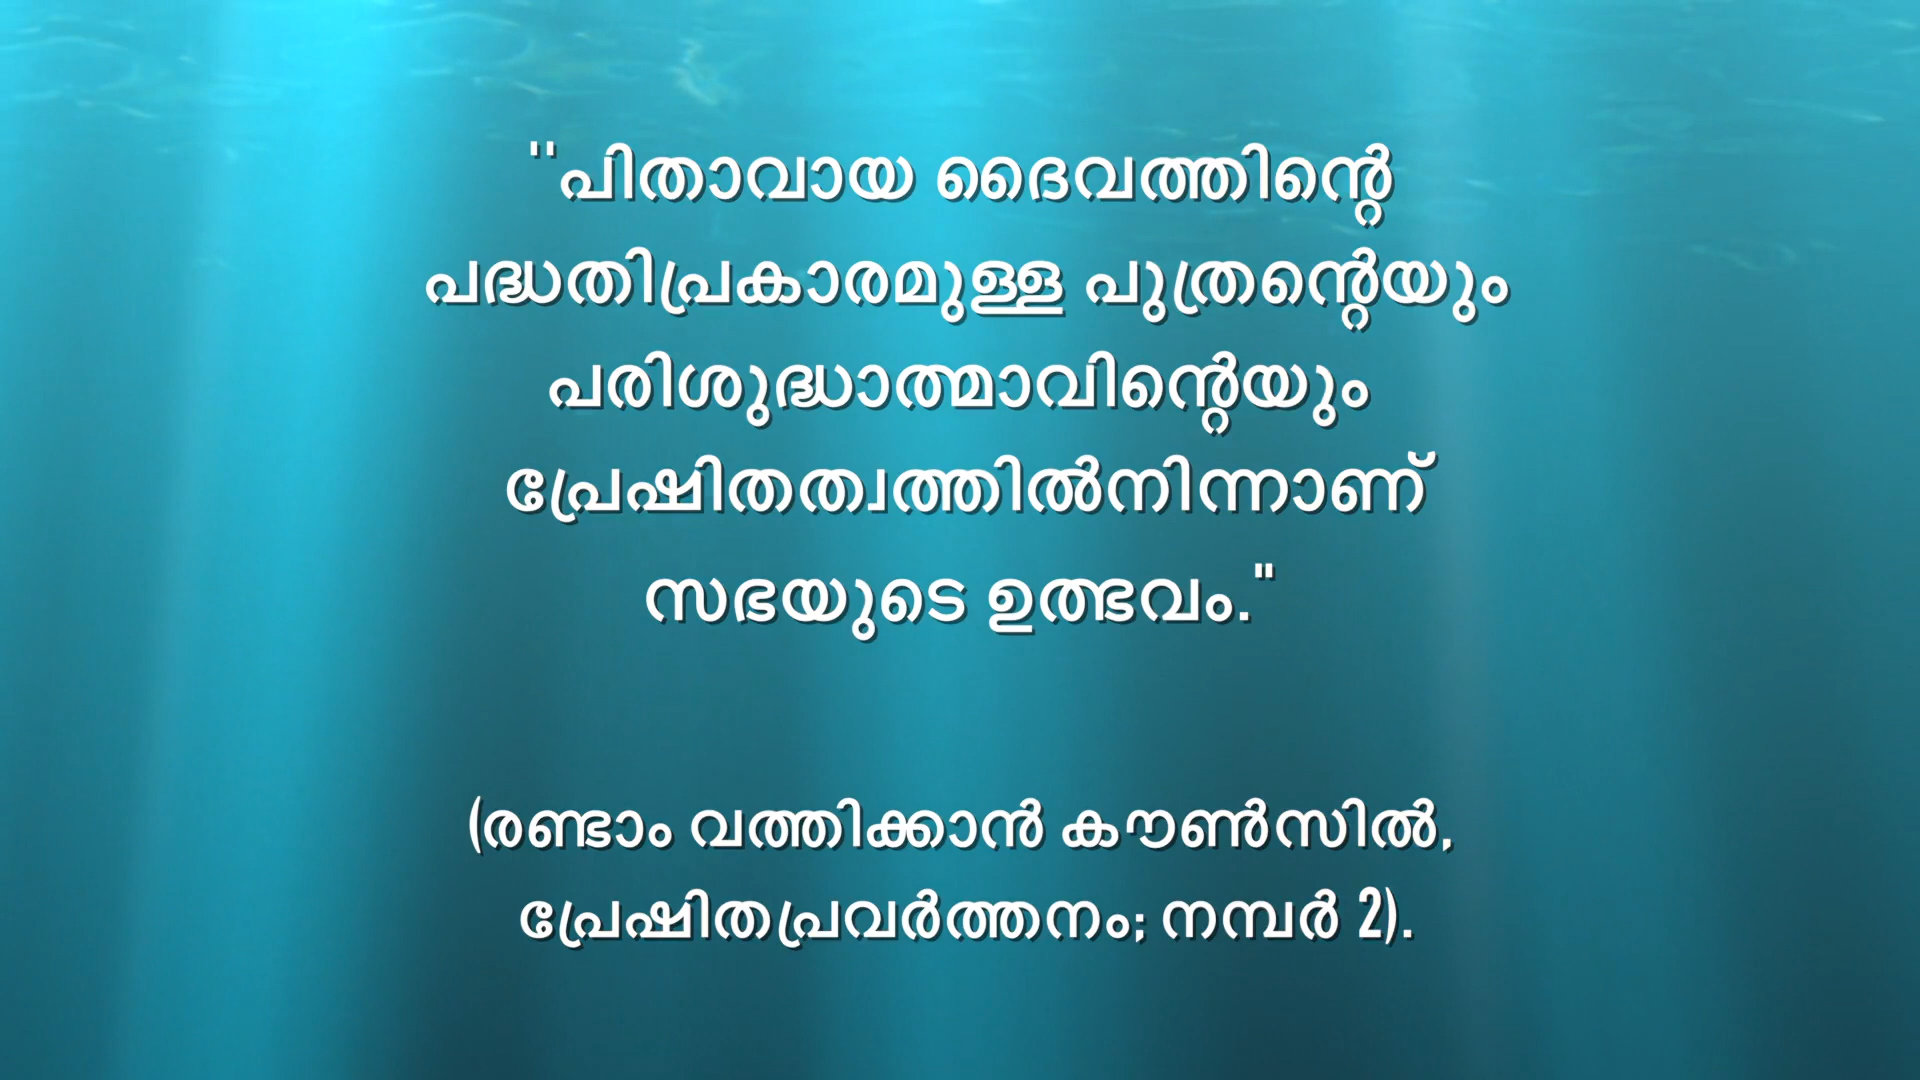 "പിതാവായ ദൈവത്തിന്റെ
പദ്ധതിപ്രകാരമുള്ള പുത്രന്റെയും
പരിശുദ്ധാത്മാവിന്റെയും
പ്രേഷിതത്വത്തിൽനിന്നാണ്
സഭയുടെ ഉത്ഭവം."
(രണ്ടാം വത്തിക്കാൻ കൗൺസിൽ,
പ്രേഷിതപ്രവർത്തനം; നമ്പർ 2).